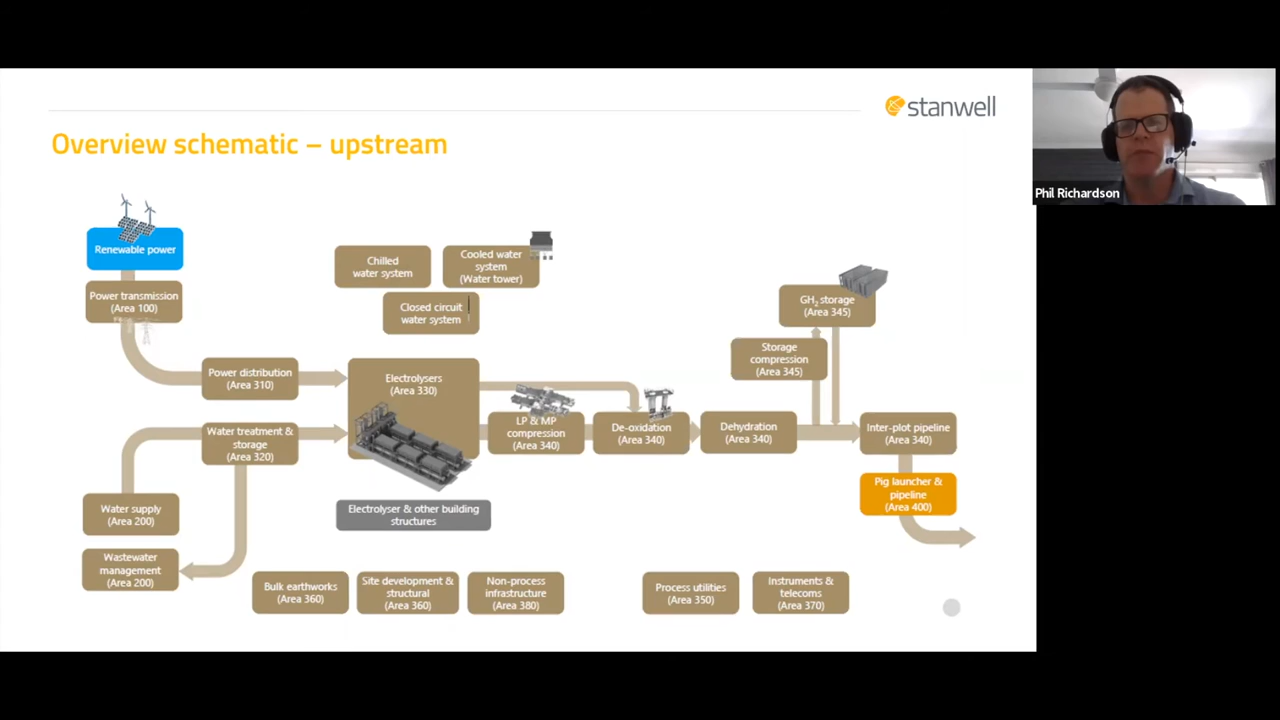 stanwell
Overview schematic – upstream
Phil Richardson
Renewable power
Power transmission
(Area 100)
Chilled
water system
Cooled water
system
(Water tower)
Closed circuit
water system
GH2 storage
(Area 345)
Storage
compression
(Area 345)
Power distribution
(Area 310)
Electrolysers
(Area 330)
Water treatment &
storage
(Area 320)
LP & MP
compression
(Area 340)
De-oxidation
(Area 340)
Dehydration
(Area 340)
Inter-plot pipeline
(Area 340)
Pig launcher &
pipeline
(Area 400)
Water supply
(Area 200)
Electrolyser & other building
structures
Wastewater
management
(Area 200)
Bulk earthworks
(Area 360)
Site development &
structural
(Area 360)
Non-process
infrastructure
(Area 380)
Process utilities
(Area 350)
Instruments &
telecoms
(Area 370)